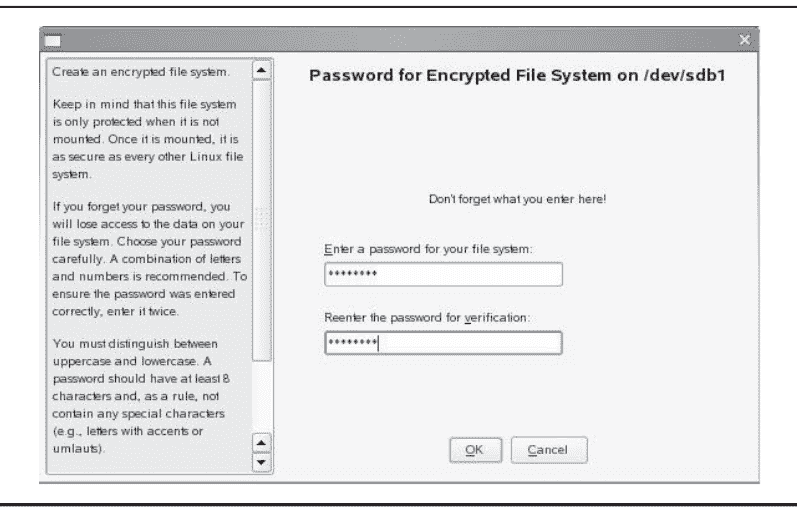 Create an encrypted file system.
Keep in mind that this file system
is only protected when it is not
mounted. Once it is mounted, it is
as secure as every other Linux file
system.
If you forget your password, you
will lose access to the data on your
file system. Choose your password
carefully. A combination of letters
and numbers is recommended. To
ensure the password was entered
correctly, enter it twice.
You must distinguish between
uppercase and lowercase. A
password should have at least 8
characters and, as a rule, not
contain any special characters
(e.g., letters with accents or
umlauts).
Password for Encrypted File System on /dev/sdb1
Don't forget what you enter here!
Enter a password for your file system:
********
Reenter the password for verification:
********
OK
Cancel